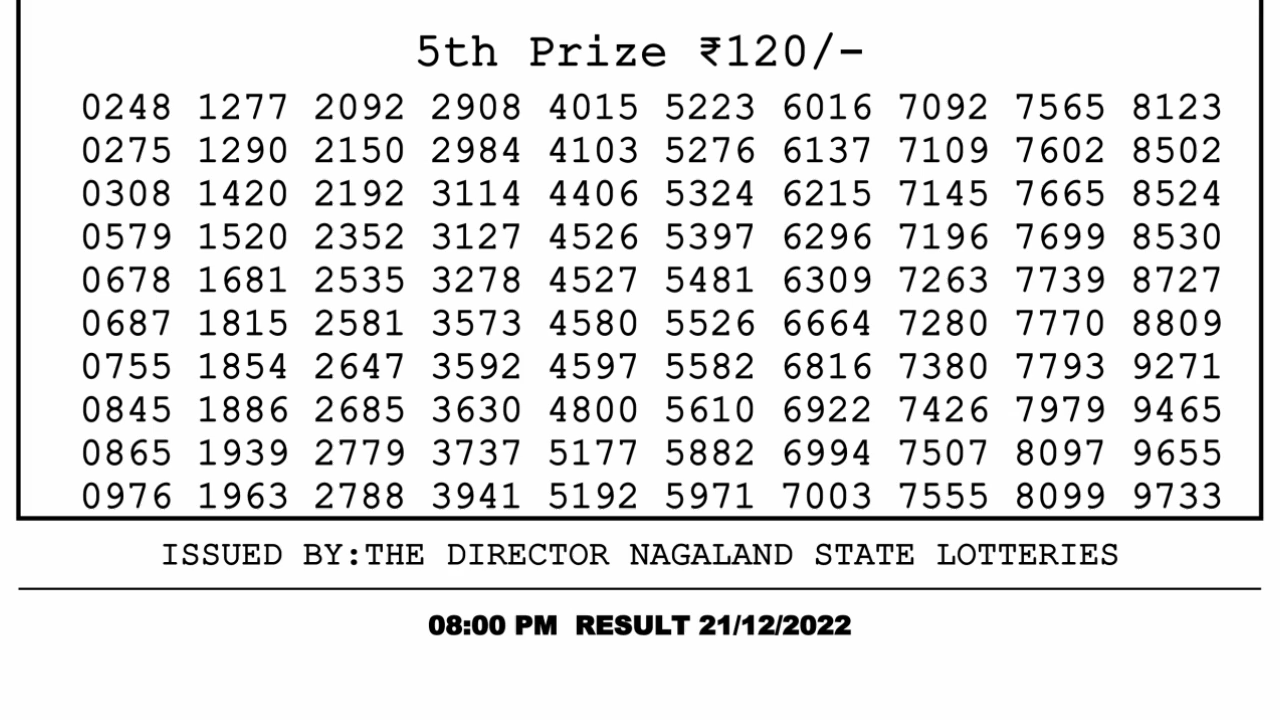 5th Prize ₹120/-
0248 1277 2092 2908 4015 5223 6016 7092 7565 8123
0275 1290 2150 2984 4103 5276 6137 7109 7602 8502
0308 1420 2192 3114 4406 5324 6215 7145 7665 8524
0579 1520 2352 3127 4526 5397 6296 7196 7699 8530
0678 1681 2535 3278 4527 5481 6309 7263 7739 8727
0687 1815 2581 3573 4580 5526 6664 7280 7770 8809
0755 1854 2647 3592 4597 5582 6816 7380 7793 9271
0845 1886 2685 3630 4800 5610 6922 7426 7979 9465
0865 1939 2779 3737 5177 5882 6994 7507 8097 9655
0976 1963 2788 3941 5192 5971 7003 7555 8099 9733
ISSUED BY:THE DIRECTOR NAGALAND STATE LOTTERIES
08:00 PM RESULT 21/12/2022